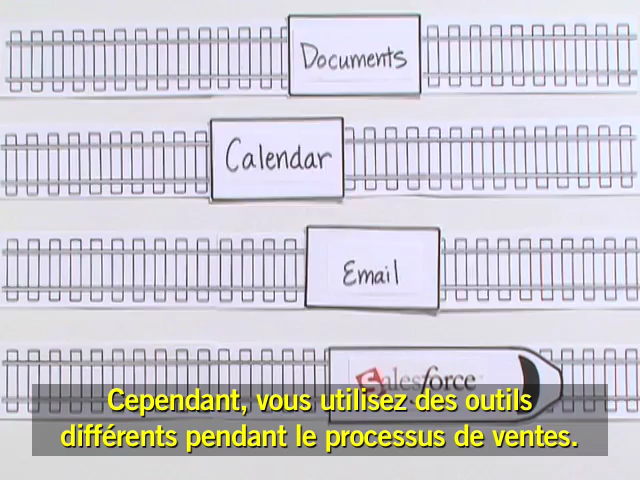 Documents
Calendar
Email
salesforce
Cependant, vous utilisez des outils
différents pendant le processus de ventes.